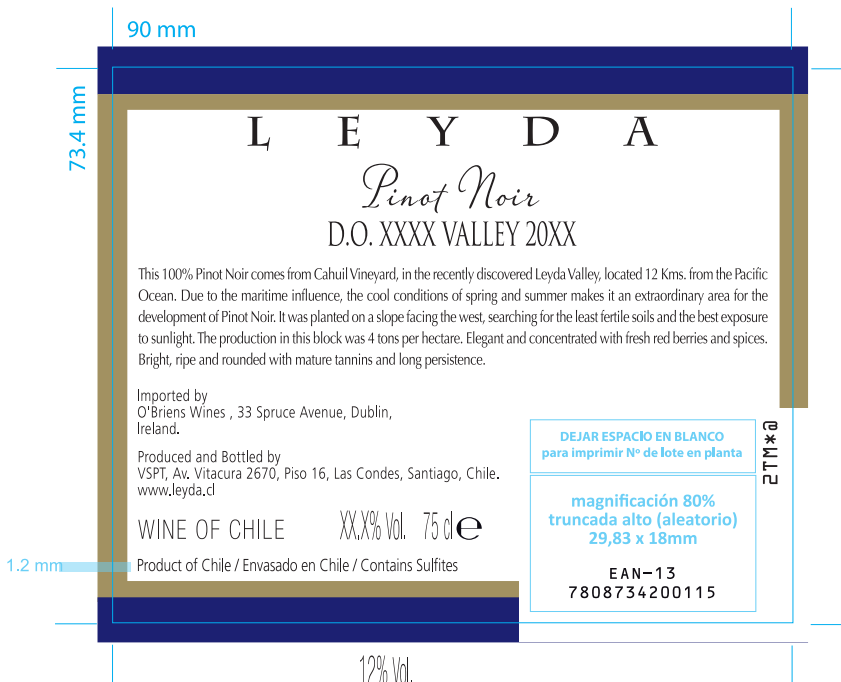 90 mm
73.4 mm
LEYDA
Pinot Noir
D.O. XXXX VALLEY 20XX
This 100% Pinot Noir comes from Cahuil Vineyard, in the recently discovered Leyda Valley, located 12 Kms. from the Pacific
Ocean. Due to the maritime influence, the cool conditions of spring and summer makes it an extraordinary area for the
development of Pinot Noir. It was planted on a slope facing the west, searching for the least fertile soils and the best exposure
to sunlight. The production in this block was 4 tons per hectare. Elegant and concentrated with fresh red berries and spices.
Bright, ripe and rounded with mature tannins and long persistence.
Imported by
O'Briens Wines , 33 Spruce Avenue, Dublin,
Ireland.
Produced and Bottled by
VSPT, Av. Vitacura 2670, Piso 16, Las Condes, Santiago, Chile.
www.leyda.cl
WINE OF CHILE XX,X% Vol. 75 cl ℮
1.2 mm
Product of Chile / Envasado en Chile / Contains Sulfites
DEJAR ESPACIO EN BLANCO
para imprimir Nº de lote en planta
2TM*@
magnificación 80%
truncada alto (aleatorio)
29,83 x 18mm
EAN-13
7808734200115
12% Vol.